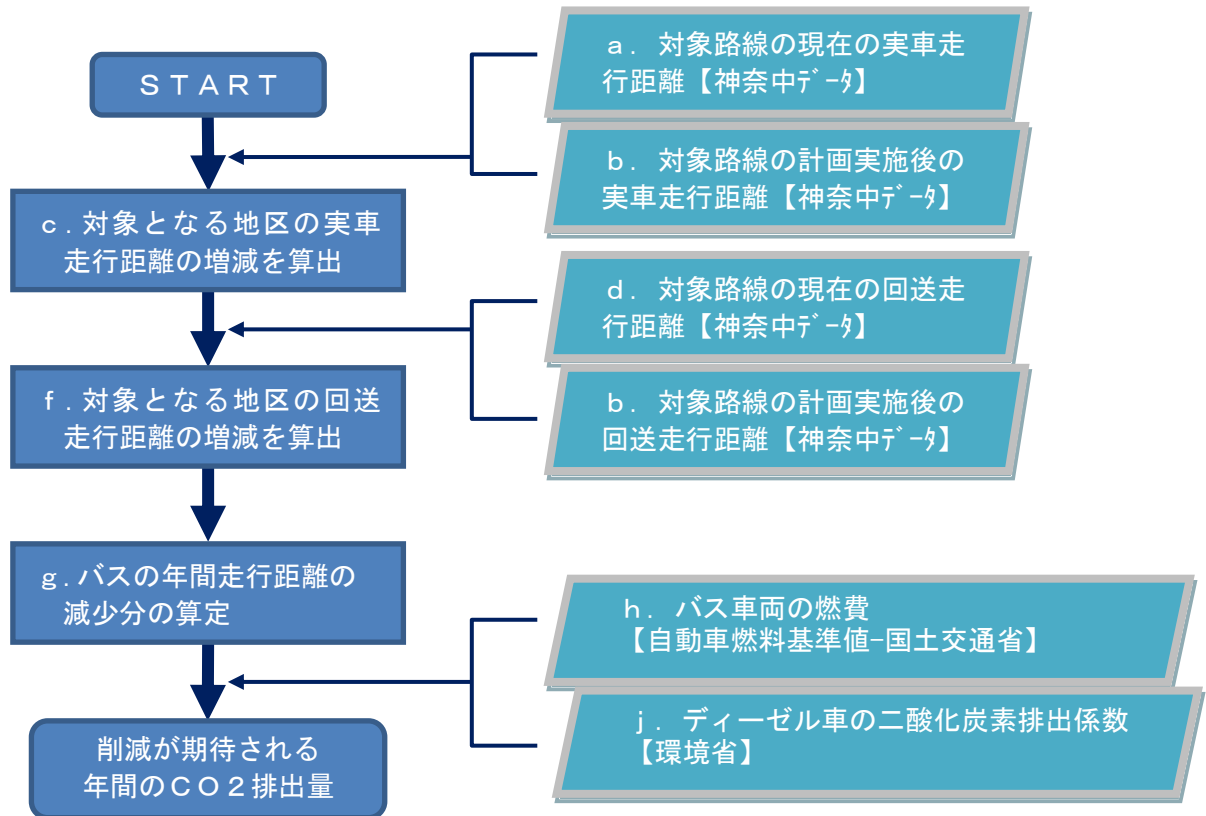 ＳＴＡＲＴ
ａ．対象路線の現在の実車走
行距離【神奈中ﾃﾞｰﾀ】
ｂ．対象路線の計画実施後の
実車走行距離【神奈中ﾃﾞｰﾀ】
ｃ．対象となる地区の実車
走行距離の増減を算出
ｄ．対象路線の現在の回送走
行距離【神奈中ﾃﾞｰﾀ】
ｂ．対象路線の計画実施後の
回送走行距離【神奈中ﾃﾞｰﾀ】
ｆ．対象となる地区の回送
走行距離の増減を算出
ｇ．バスの年間走行距離の
減少分の算定
ｈ．バス車両の燃費
【自動車燃料基準値−国土交通省】
ｊ．ディーゼル車の二酸化炭素排出係数
【環境省】
削減が期待される
年間のＣＯ２排出量